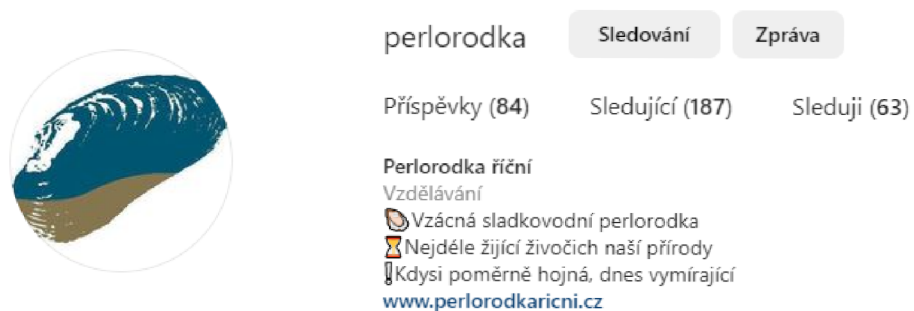 perlorodka Sledování Zpráva
Příspěvky (84) Sledující (187) Sleduji (63)
Perlorodka říční
Vzdělávání
🦪Vzácná sladkovodní perlorodka
⌛Nejdéle žijící živočich naší přírody
‼Kdysi poměrně hojná, dnes vymírající
www.perlorodkaricni.cz